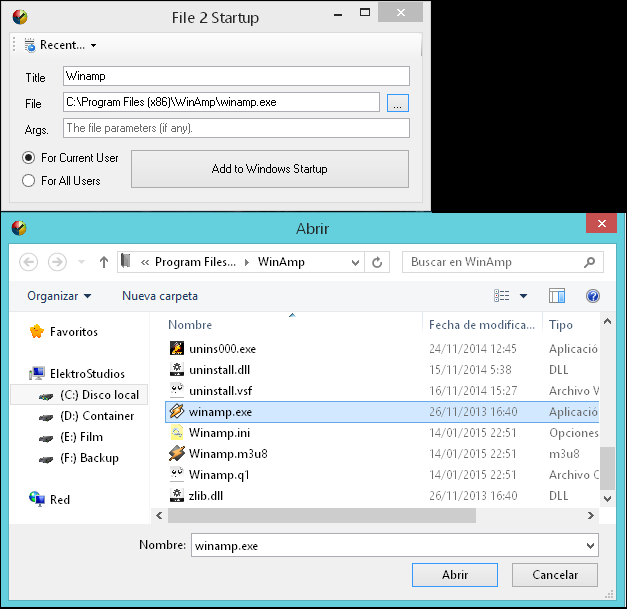 File 2 Startup
Recent...
Title Winamp
File C:\Program Files (x86)\WinAmp\winamp.exe ...
Args. The file parameters (if any).
For Current User
For All Users
Add to Windows Startup
Abrir
« Program Files... WinAmp Buscar en WinAmp
Organizar Nueva carpeta
Favoritos
ElektroStudios
(C:) Disco local
(D:) Container
(E:) Film
(F:) Backup
Red
Nombre Fecha de modifica... Tipo
unins000.exe 24/11/2014 12:45 Aplicació
uninstall.dll 15/11/2014 5:38 DLL
uninstall.vsf 16/11/2014 15:27 Archivo V
winamp.exe 26/11/2013 16:40 Aplicació
Winamp.ini 14/01/2015 22:51 Opciones
Winamp.m3u8 14/01/2015 22:51 m3u8
Winamp.q1 14/01/2015 22:51 Archivo Q
zlib.dll 26/11/2013 16:40 DLL
Nombre: winamp.exe
Abrir Cancelar